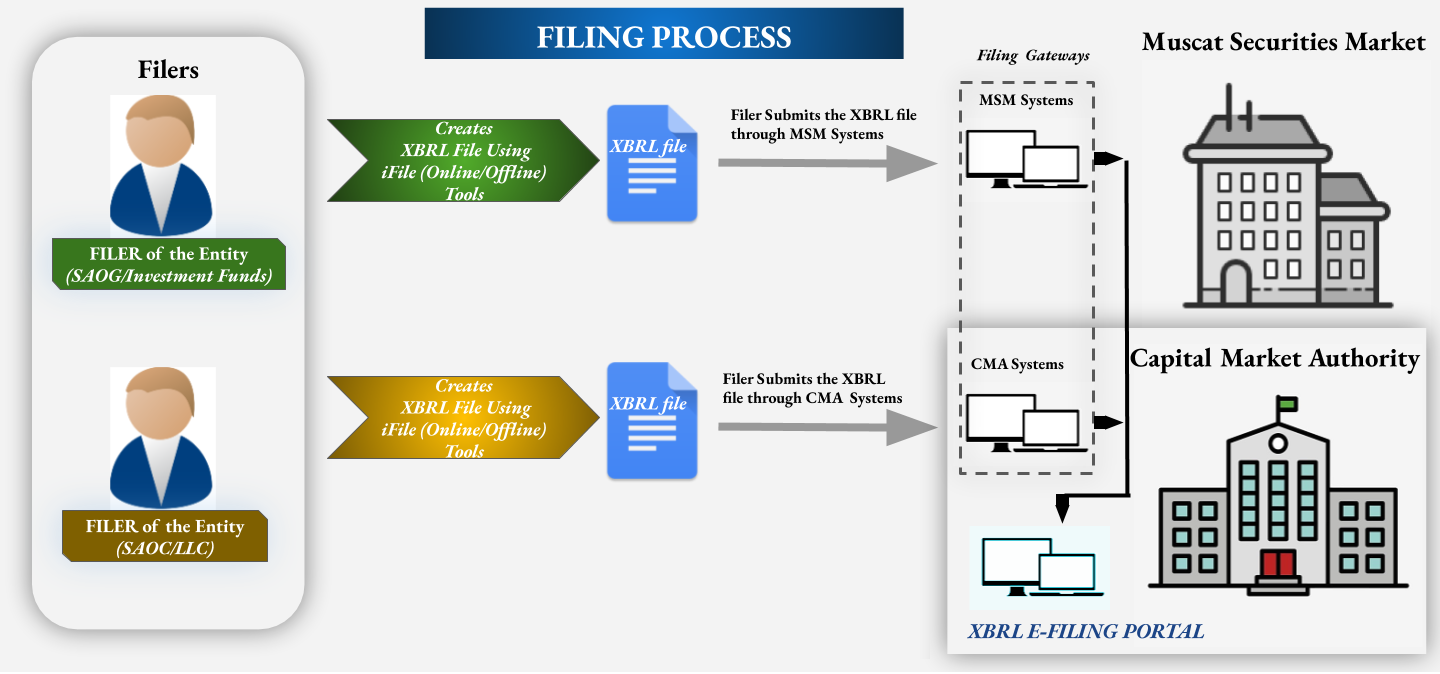 FILING PROCESS
Filers
FILER of the Entity
(SAOG/Investment Funds)
Creates
XBRL File Using
iFile (Online/Offline)
Tools
XBRL file
Filer Submits the XBRL file
through MSM Systems
Filing Gateways
MSM Systems
Muscat Securities Market
FILER of the Entity
(SAOC/LLC)
Creates
XBRL File Using
iFile (Online/Offline)
Tools
XBRL file
Filer Submits the XBRL
file through CMA Systems
CMA Systems
Capital Market Authority
XBRL E-FILING PORTAL